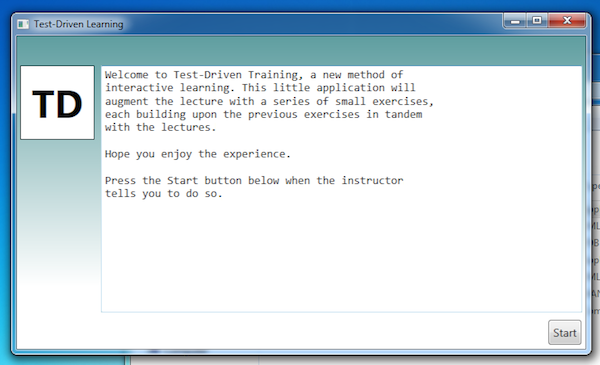 Test-Driven Learning
TD
Welcome to Test-Driven Training, a new method of
interactive learning. This little application will
augment the lecture with a series of small exercises,
each building upon the previous exercises in tandem
with the lectures.
Hope you enjoy the experience.
Press the Start button below when the instructor
tells you to do so.
Start